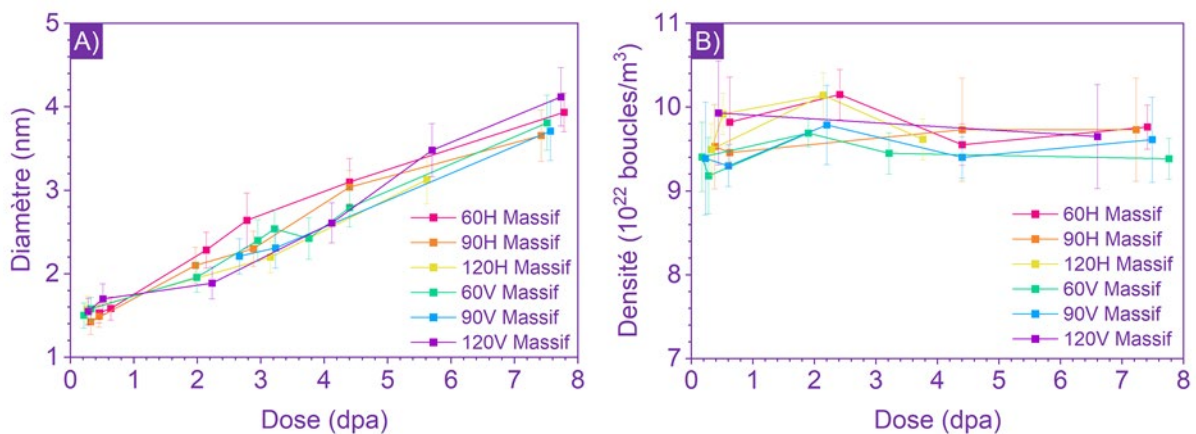 A)
Diamètre (nm)
5
4
3
2
1
0 1 2 3 4 5 6 7 8
Dose (dpa)
60H Massif
90H Massif
120H Massif
60V Massif
90V Massif
120V Massif
B)
Densité (10²² boucles/m³)
11
10
9
8
7
0 1 2 3 4 5 6 7 8
Dose (dpa)
60H Massif
90H Massif
120H Massif
60V Massif
90V Massif
120V Massif